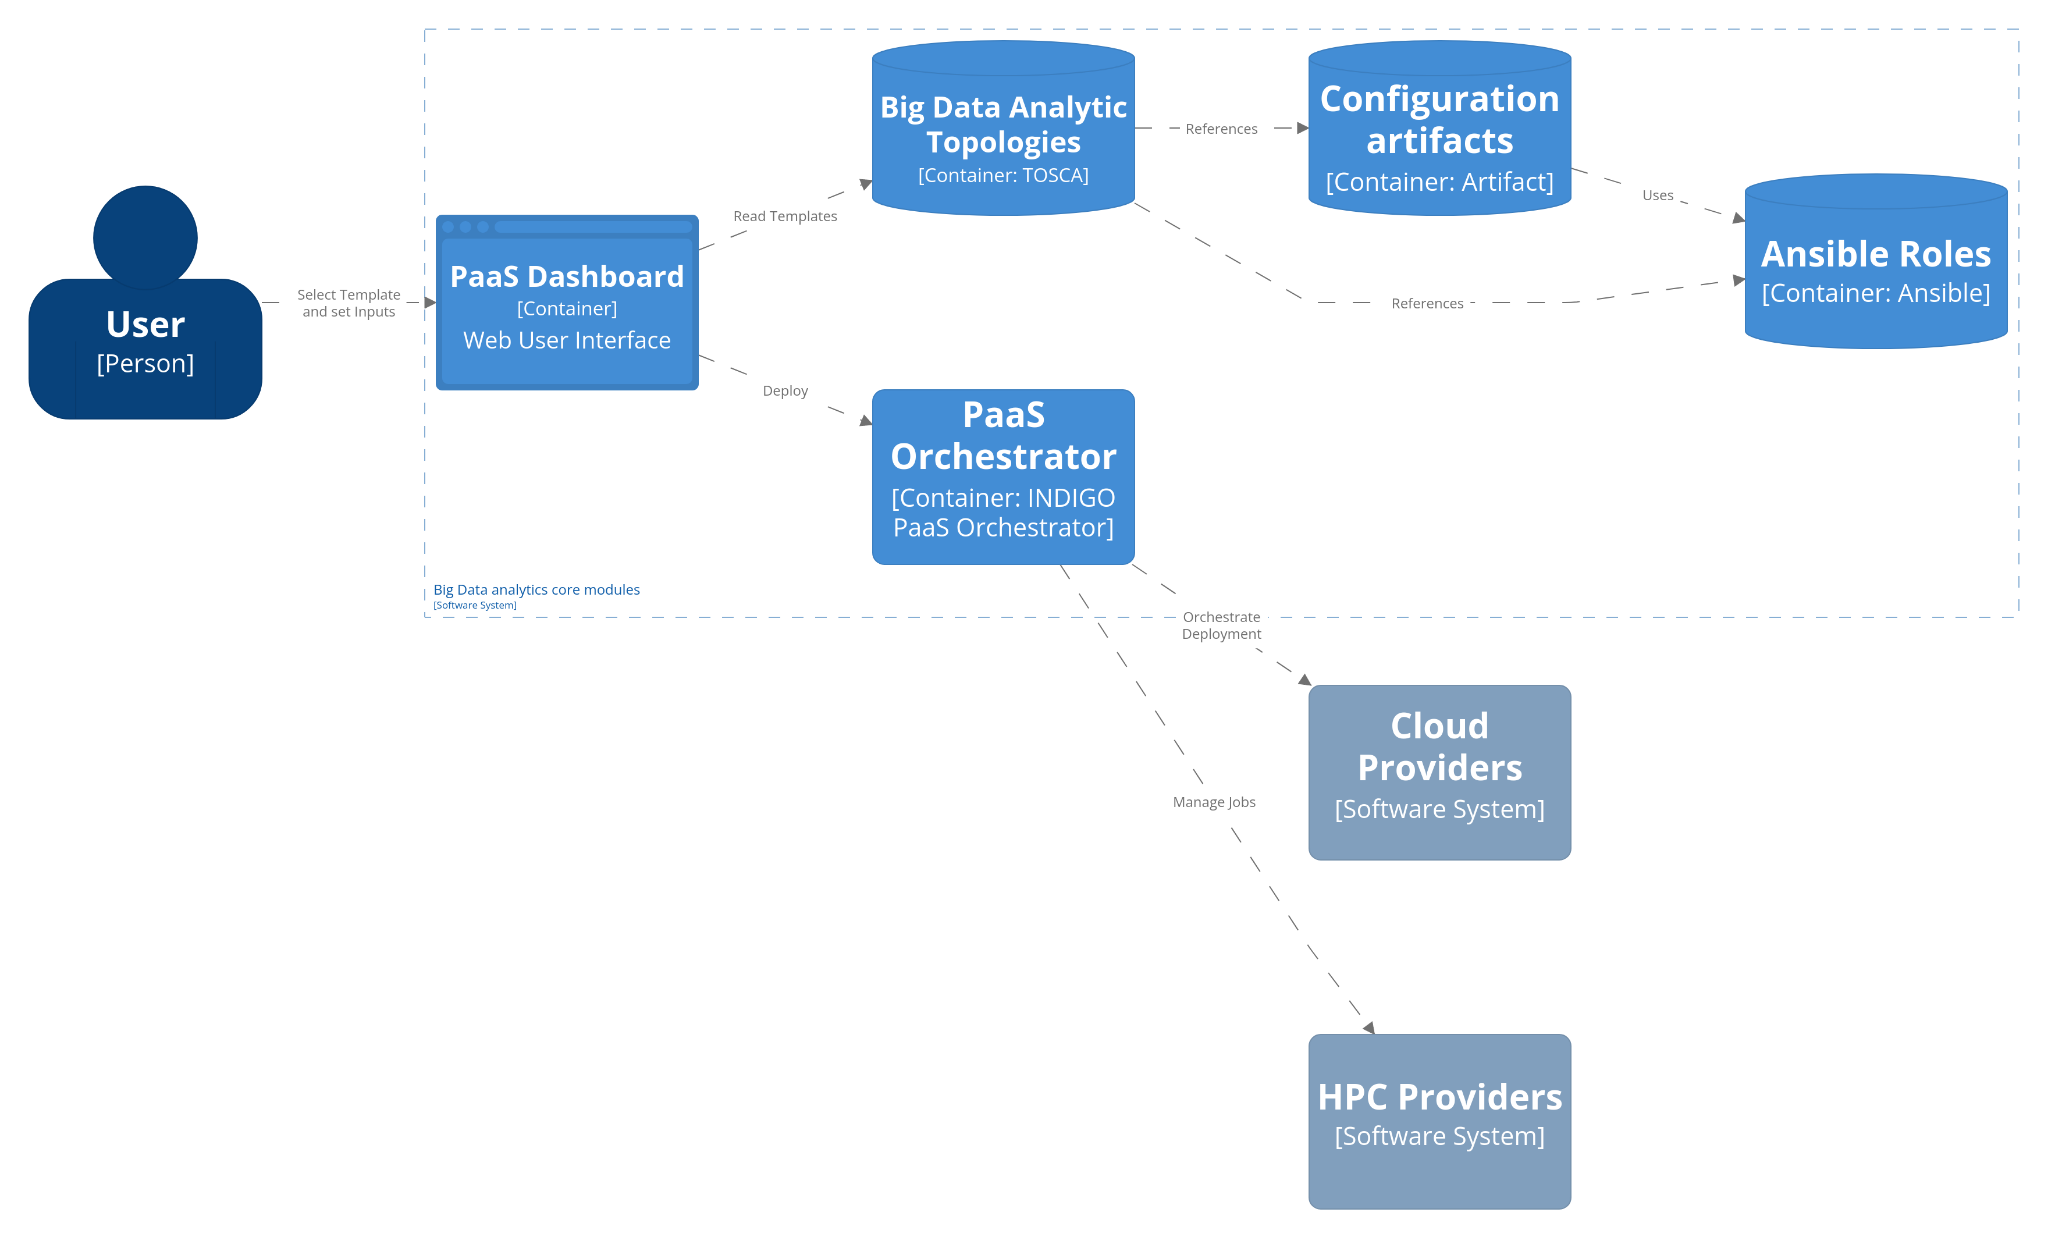 User
[Person]
Select Template
and set Inputs
PaaS Dashboard
[Container]
Web User Interface
Read Templates
Deploy
Big Data Analytic
Topologies
[Container: TOSCA]
References
Configuration
artifacts
[Container: Artifact]
Uses
References
Ansible Roles
[Container: Ansible]
PaaS
Orchestrator
[Container: INDIGO
PaaS Orchestrator]
Big Data analytics core modules
[Software System]
Orchestrate
Deployment
Cloud
Providers
[Software System]
Manage Jobs
HPC Providers
[Software System]